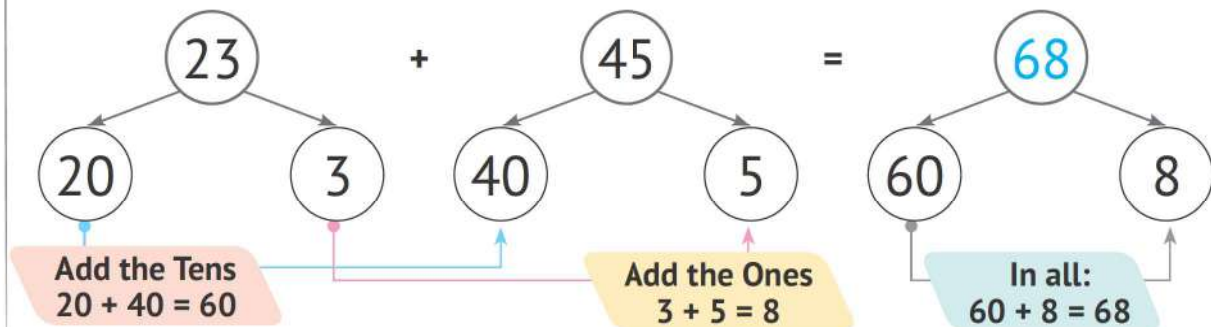 23 + 45 = 68
20 3 40 5 60 8
Add the Tens
20 + 40 = 60
Add the Ones
3 + 5 = 8
In all:
60 + 8 = 68